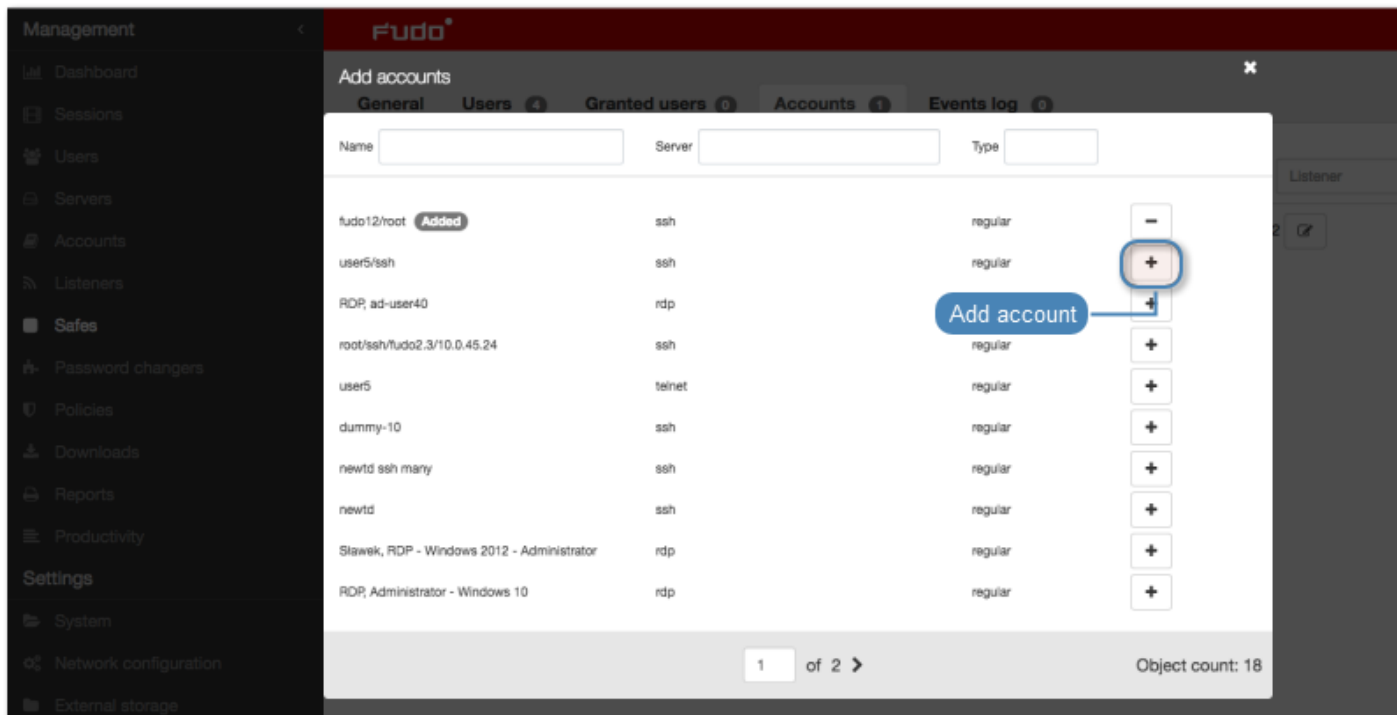 Management
Fudo
Dashboard
Sessions
Users
Servers
Accounts
Listeners
Safes
Password changers
Policies
Downloads
Reports
Productivity
Settings
System
Network configuration
External storage
Add accounts
General Users 4 Granted users 0 Accounts 1 Events log 0
Name Server Type
Listener
fudo12/root Added ssh regular −
2
user5/ssh ssh regular +
RDP, ad-user40 rdp +
Add account
root/ssh/fudo2.3/10.0.45.24 ssh regular +
user5 telnet regular +
dummy-10 ssh regular +
newtd ssh many ssh regular +
newtd ssh regular +
Sławek, RDP - Windows 2012 - Administrator rdp regular +
RDP, Administrator - Windows 10 rdp regular +
1 of 2 Object count: 18